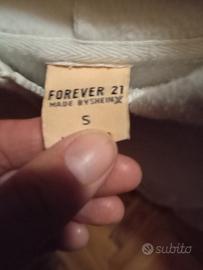 FOREVER 21
MADE BY SHEIN X
S
subito